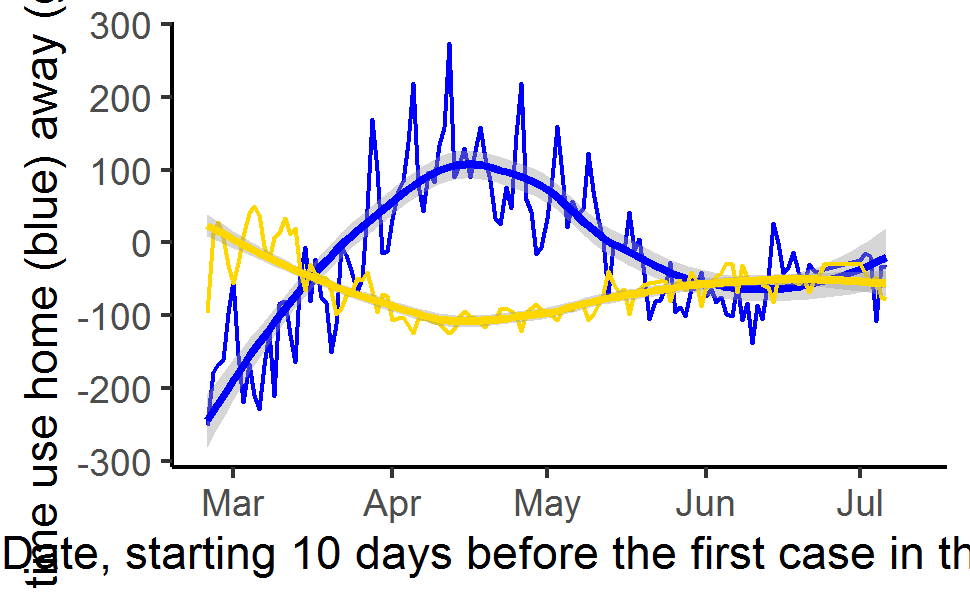 time use home (blue) away (
300
200
100
0
-100
-200
-300
Mar Apr May Jun Jul
Date, starting 10 days before the first case in th